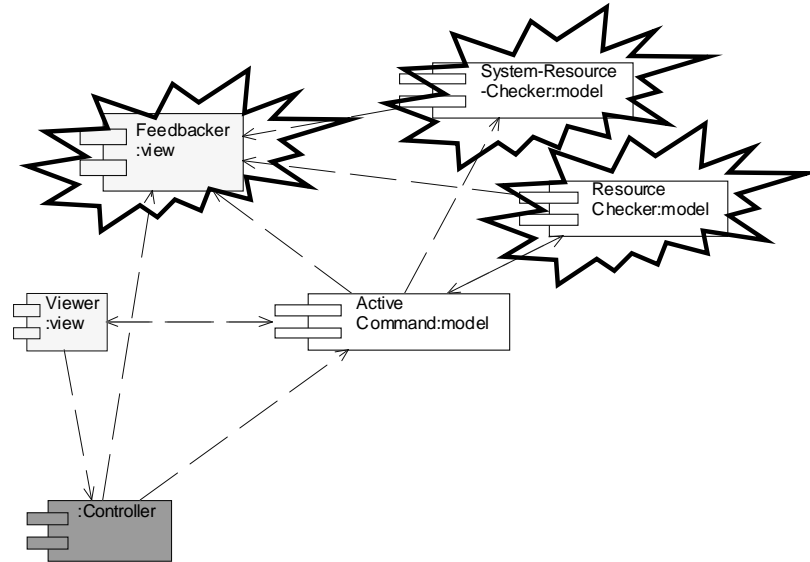 System-Resource
-Checker:model
Feedbacker
:view
Resource
Checker:model
Viewer
:view
Active
Command:model
:Controller